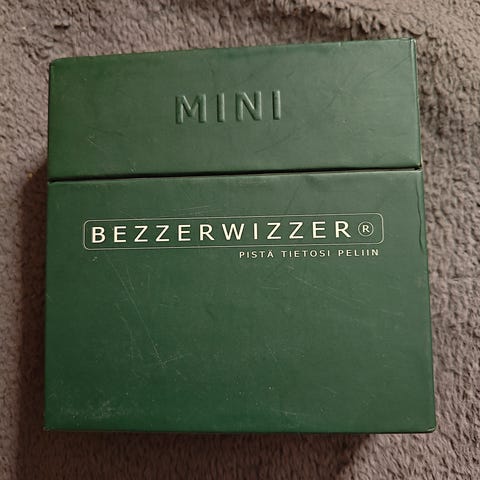 MINI
BEZZERWIZZER®
PISTÄ TIETOSI PELIIN